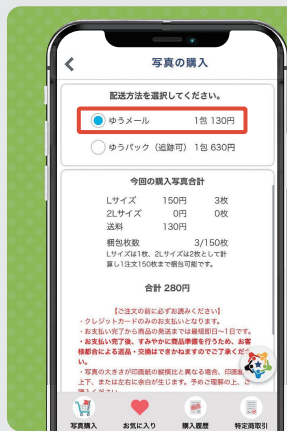 写真の購入
配送方法を選択してください。
ゆうメール 1包 130円
ゆうパック（追跡可） 1包 630円
今回の購入写真合計
Lサイズ 150円 3枚
2Lサイズ 0円 0枚
送料 130円
梱包枚数 3/150枚
Lサイズは1枚、2Lサイズは2枚として計
算し1注文150枚まで梱包可能です。
合計 280円
【ご注文の前に必ずお読みください】
・クレジットカードのみのお支払いとなります。
・お支払い完了から商品の発送までは最短即日〜1日です。
・お支払い完了後、すみやかに商品準備を行うため、お客
様都合による返品・交換はできかねますのでご了承くださ
い。
・写真の大きさが印画紙の縦横比と異なる場合、印画紙
上下、または左右に余白が生じます。予めご理解の上、ご
写真購入 お気に入り 購入履歴 特定商取引